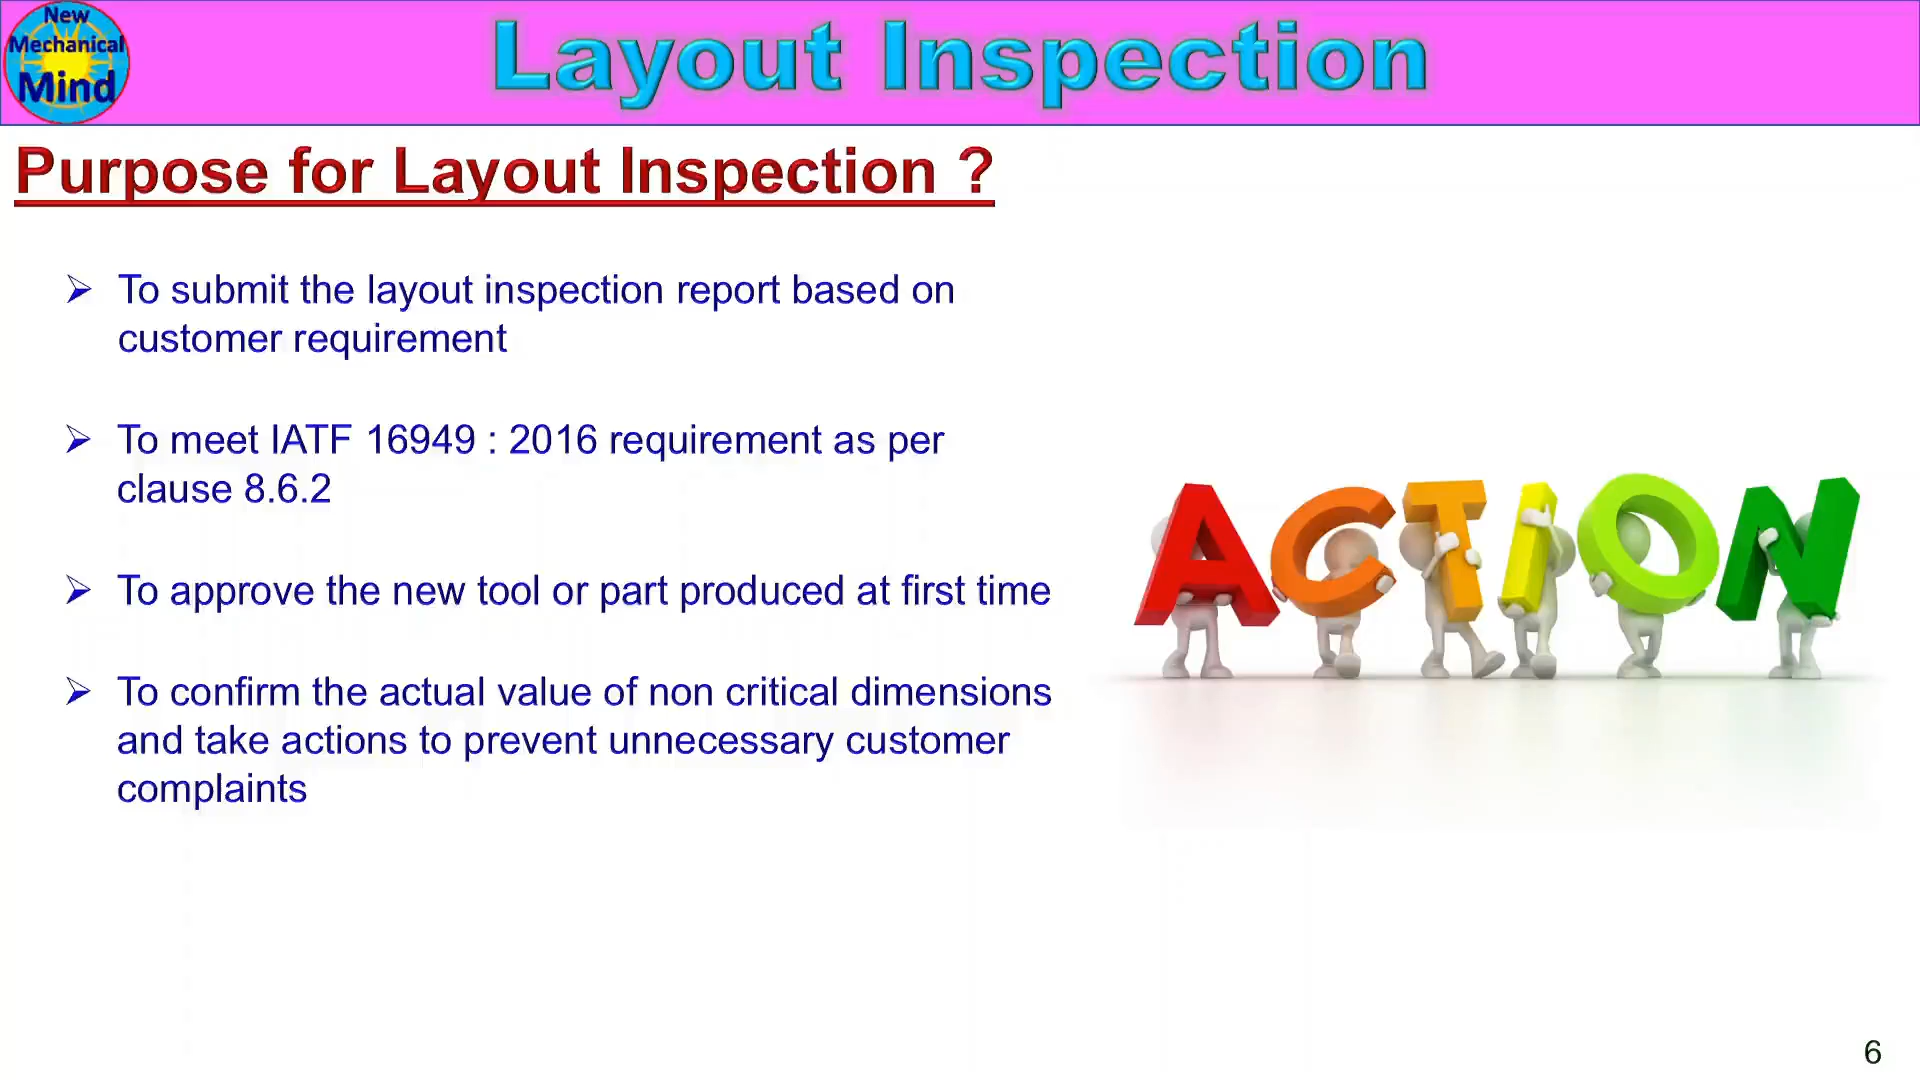 New
Mechanical
Mind
Layout Inspection
Purpose for Layout Inspection ?
➢ To submit the layout inspection report based on
customer requirement
➢ To meet IATF 16949 : 2016 requirement as per
clause 8.6.2
➢ To approve the new tool or part produced at first time
➢ To confirm the actual value of non critical dimensions
and take actions to prevent unnecessary customer
complaints
ACTION
6